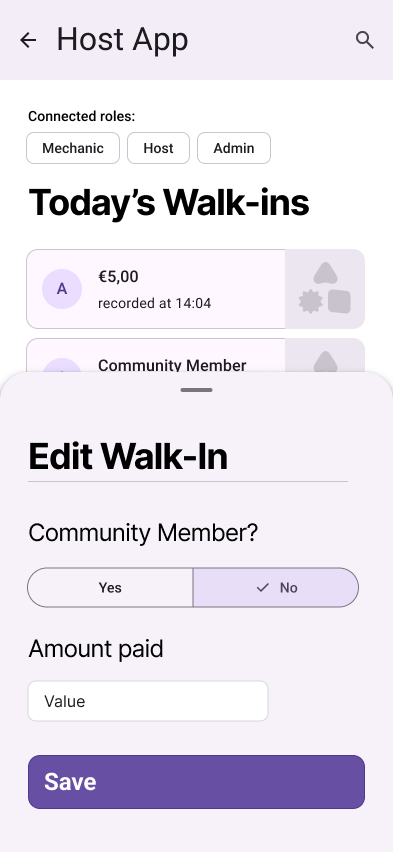 Host App
Connected roles:
Mechanic Host Admin
Today's Walk-ins
A
€5,00
recorded at 14:04
Community Member
Edit Walk-In
Community Member?
Yes No
Amount paid
Value
Save